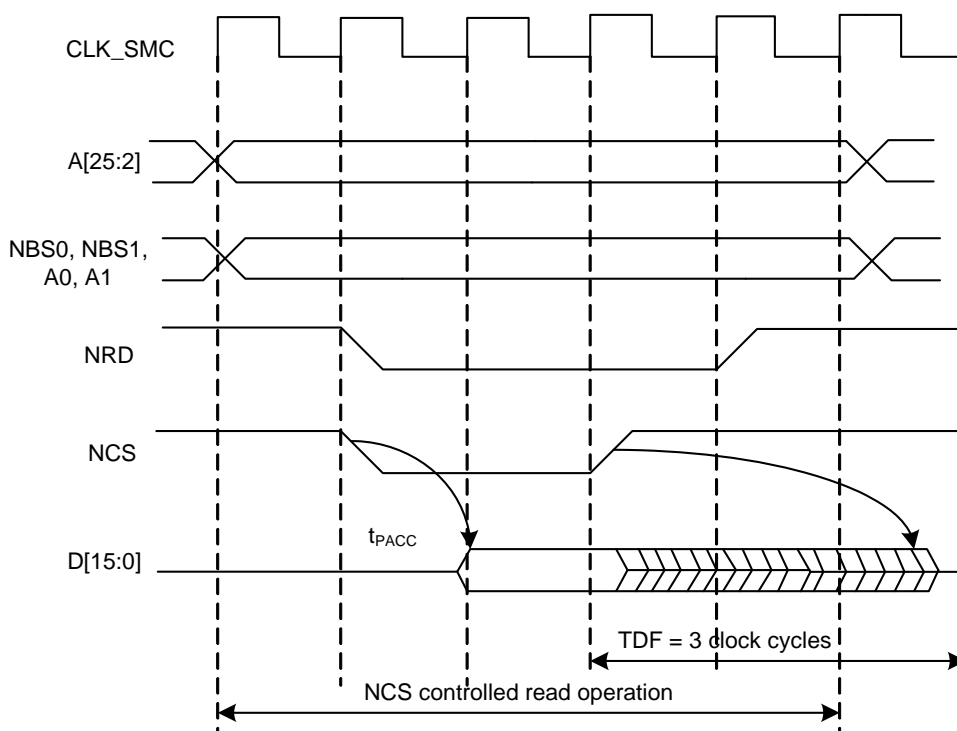 CLK_SMC
A[25:2]
NBS0, NBS1,
A0, A1
NRD
NCS
tPACC
D[15:0]
TDF = 3 clock cycles
NCS controlled read operation